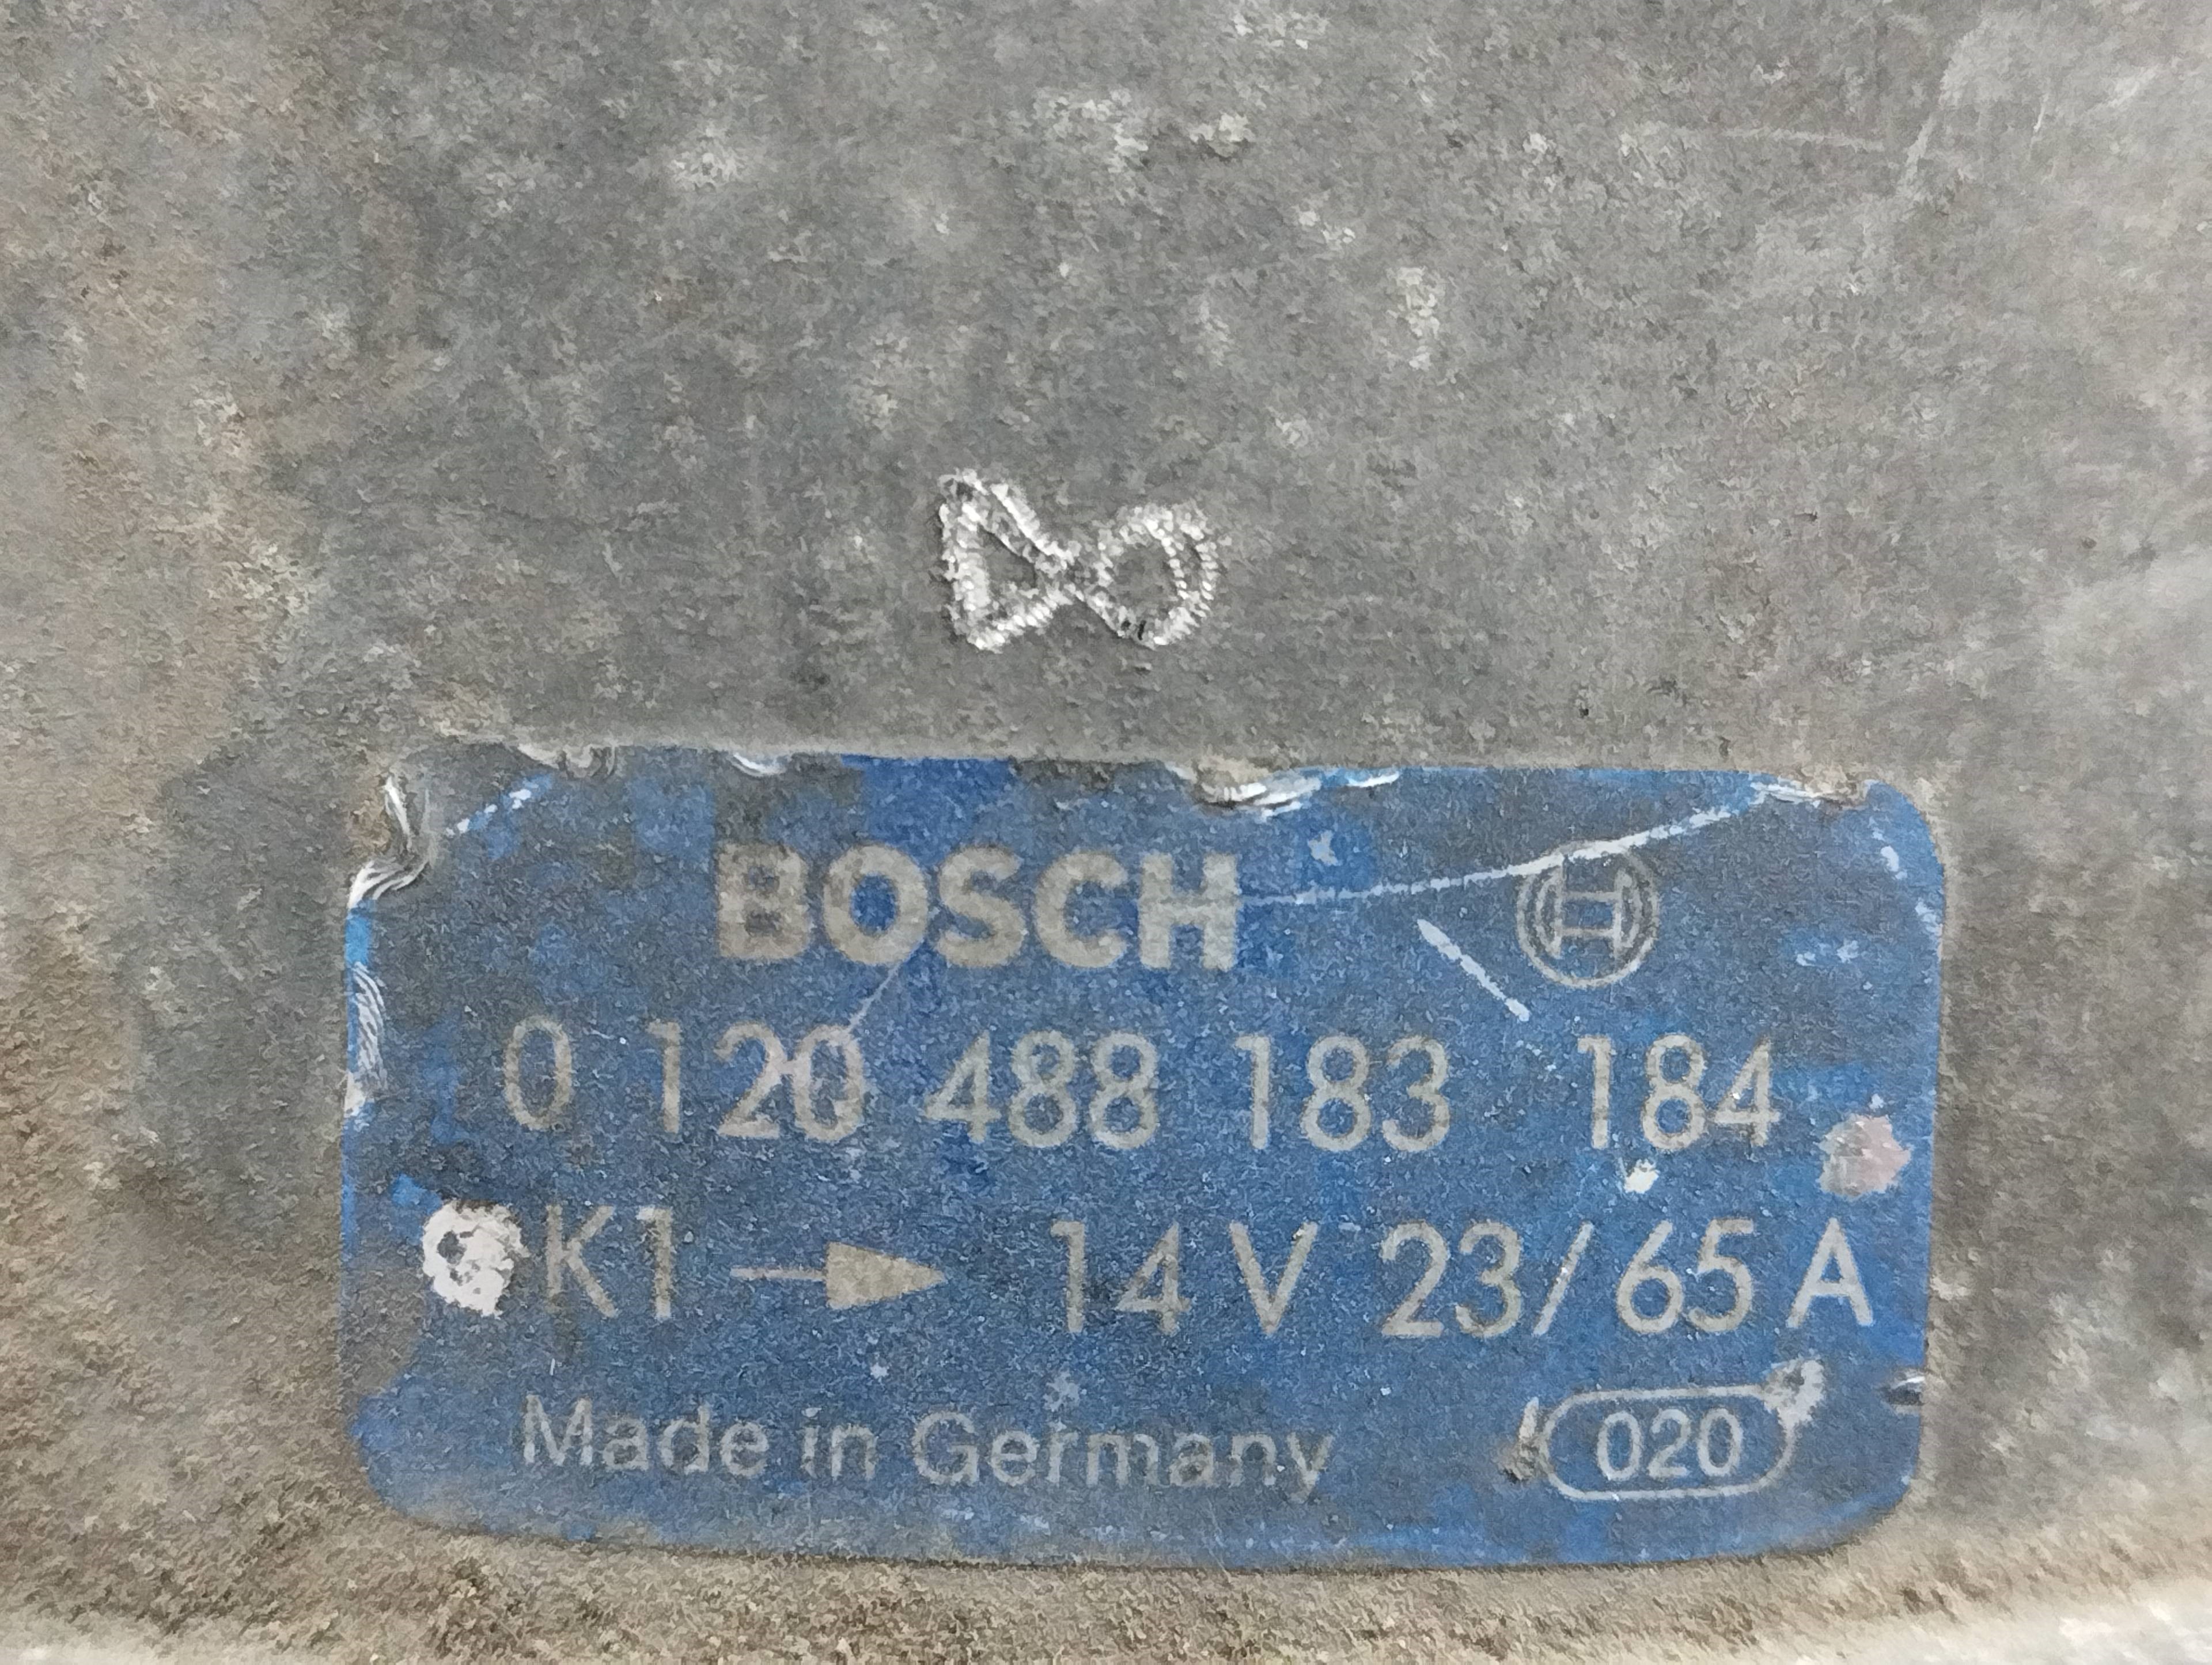 BOSCH
0 120 488 183 184
K1 14 V 23/65 A
Made in Germany 020